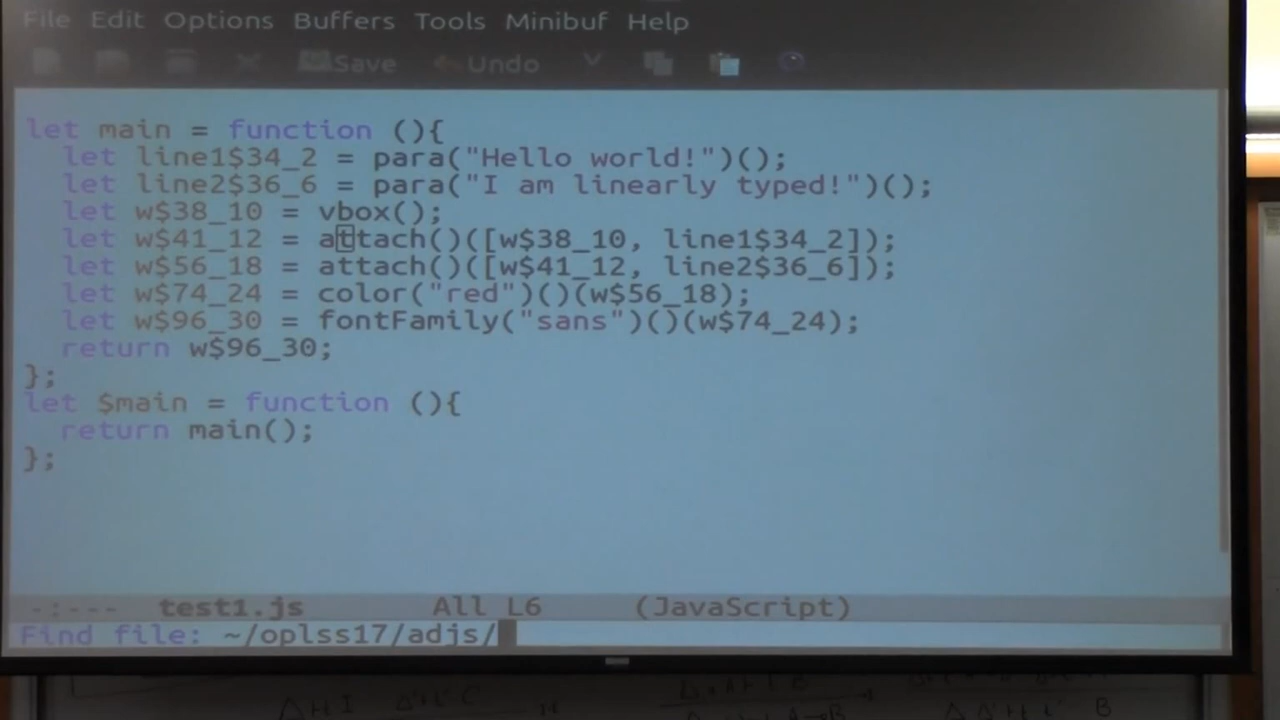 File Edit Options Buffers Tools Minibuf Help
Save Undo
let main = function (){
  let line1$34_2 = para("Hello world!")();
  let line2$36_6 = para("I am linearly typed!")();
  let w$38_10 = vbox();
  let w$41_12 = attach()([w$38_10, line1$34_2]);
  let w$56_18 = attach()([w$41_12, line2$36_6]);
  let w$74_24 = color("red")()(w$56_18);
  let w$96_30 = fontFamily("sans")()(w$74_24);
  return w$96_30;
};
let $main = function (){
  return main();
};
-:--- test1.js All L6 (JavaScript)
Find file: ~/oplss17/adjs/